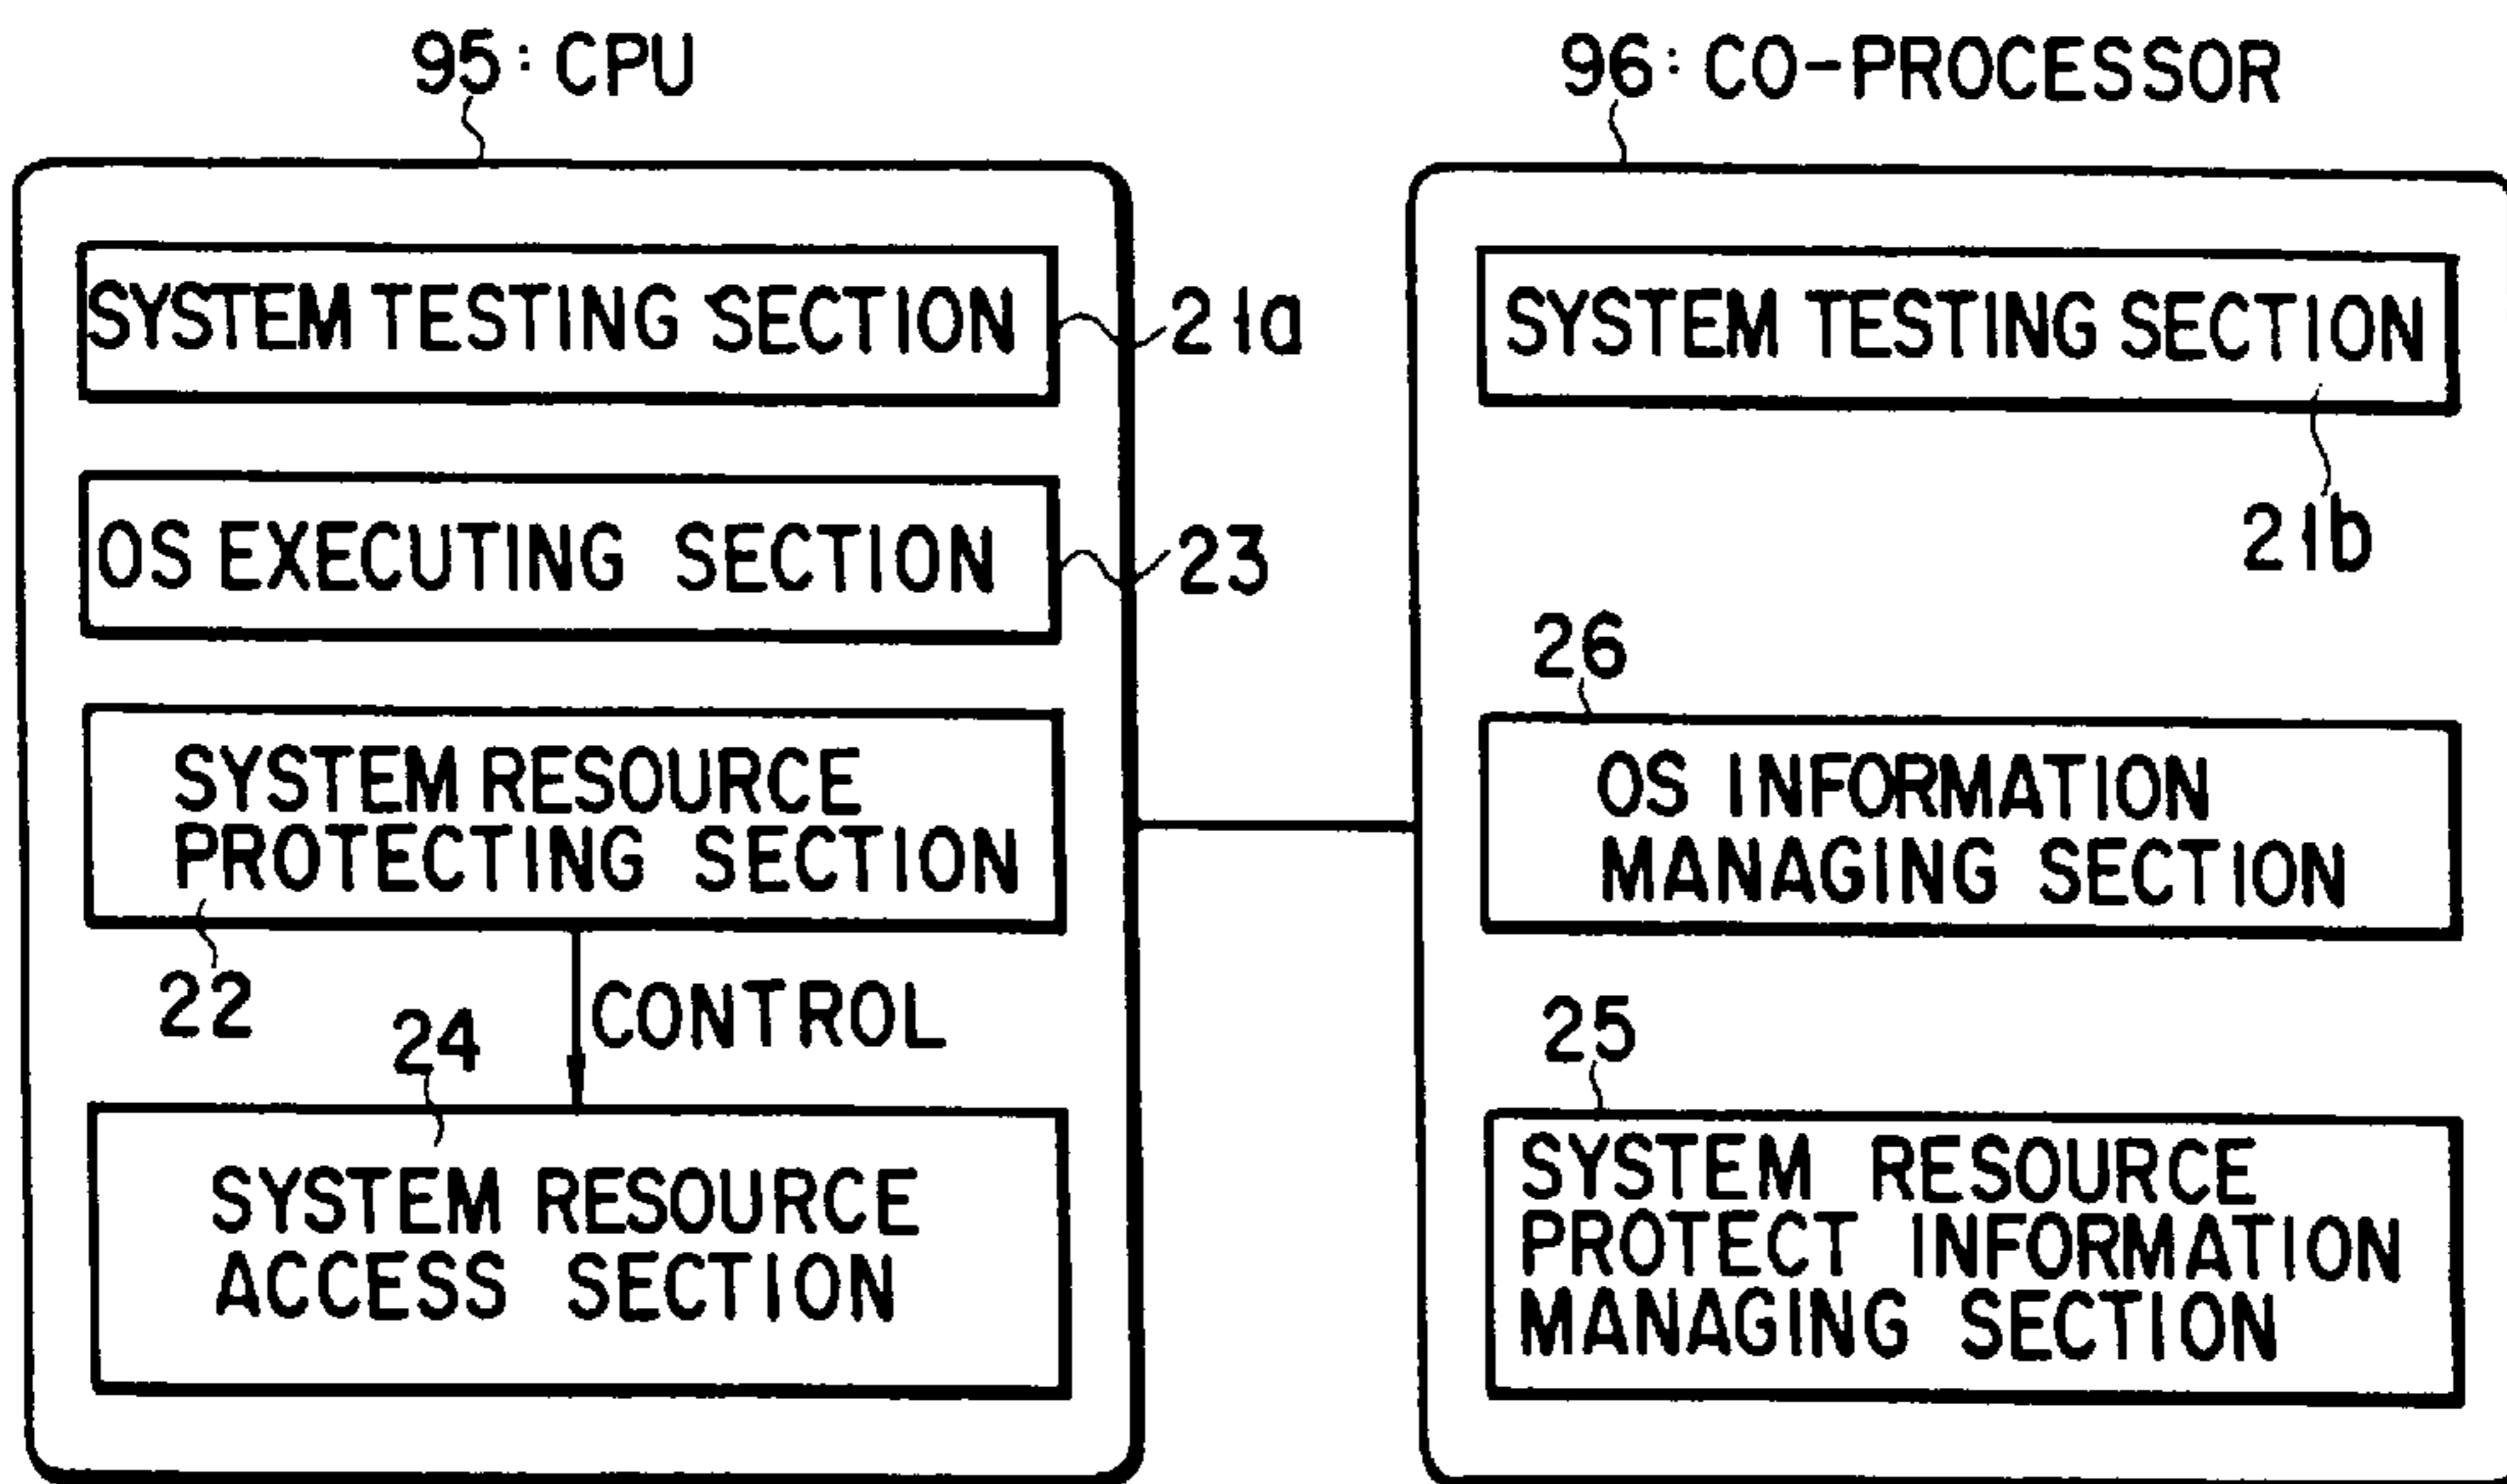 95: CPU
SYSTEM TESTING SECTION
21a
OS EXECUTING SECTION
23
SYSTEM RESOURCE
PROTECTING SECTION
22
CONTROL
24
SYSTEM RESOURCE
ACCESS SECTION
96: CO-PROCESSOR
SYSTEM TESTING SECTION
21b
26
OS INFORMATION
MANAGING SECTION
25
SYSTEM RESOURCE
PROTECT INFORMATION
MANAGING SECTION